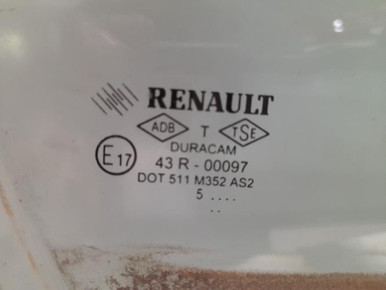 RENAULT
ADB T TSE
DURACAM
E17 43 R - 00097
DOT 511 M352 AS2
5 ....
..